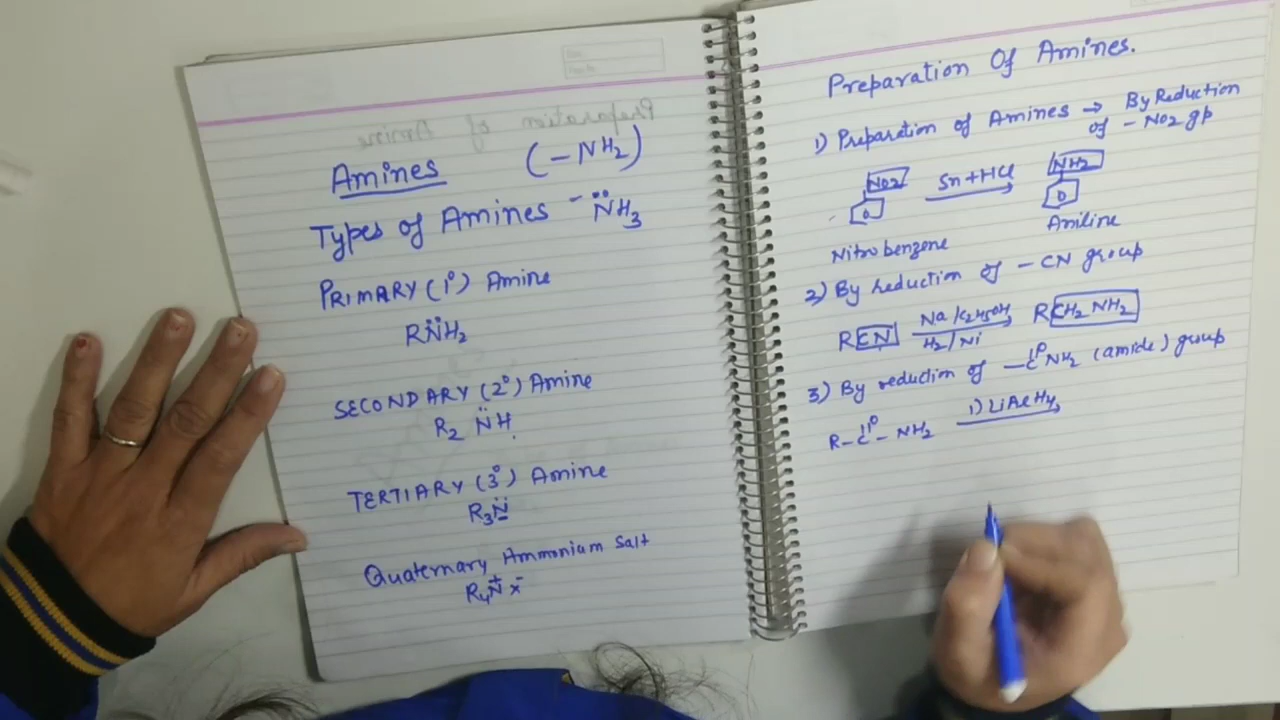 Amines (-NH2)
Types of Amines - N̈H3
PRIMARY (1°) Amine
RN̈H2
SECONDARY (2°) Amine
R2 N̈H
TERTIARY (3°) Amine
R3N̈
Quaternary Ammonium Salt
R4N+ x-
Preparation Of Amines.
1) Preparation of Amines → By Reduction
of - NO2 gp
NO2 Sn + HCl NH2
Nitrobenzone Aniline
2) By reduction of - CN group
RCN Na/C2H5OH RCH2 NH2
H2/Ni
3) By reduction of -C=O NH2 (amide) group
R-C=O-NH2 1) LiAlH4